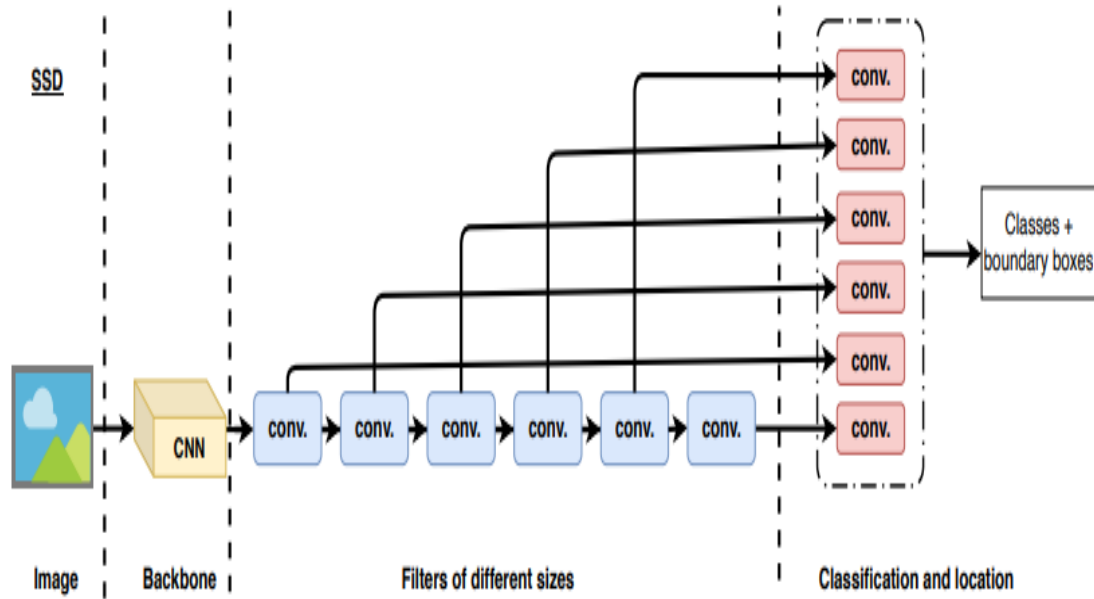 SSD
conv.
conv.
conv.
conv.
conv.
conv.
Classes +
boundary boxes
CNN
conv.
conv.
conv.
conv.
conv.
conv.
Image
Backbone
Filters of different sizes
Classification and location